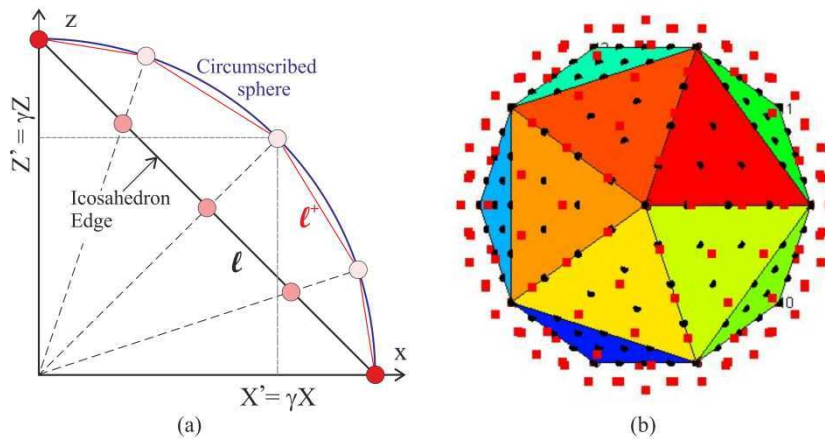 z
Circumscribed
sphere
Z' = γZ
Icosahedron
Edge
ℓ
ℓ⁺
x
X' = γX
(a)
1
0
(b)